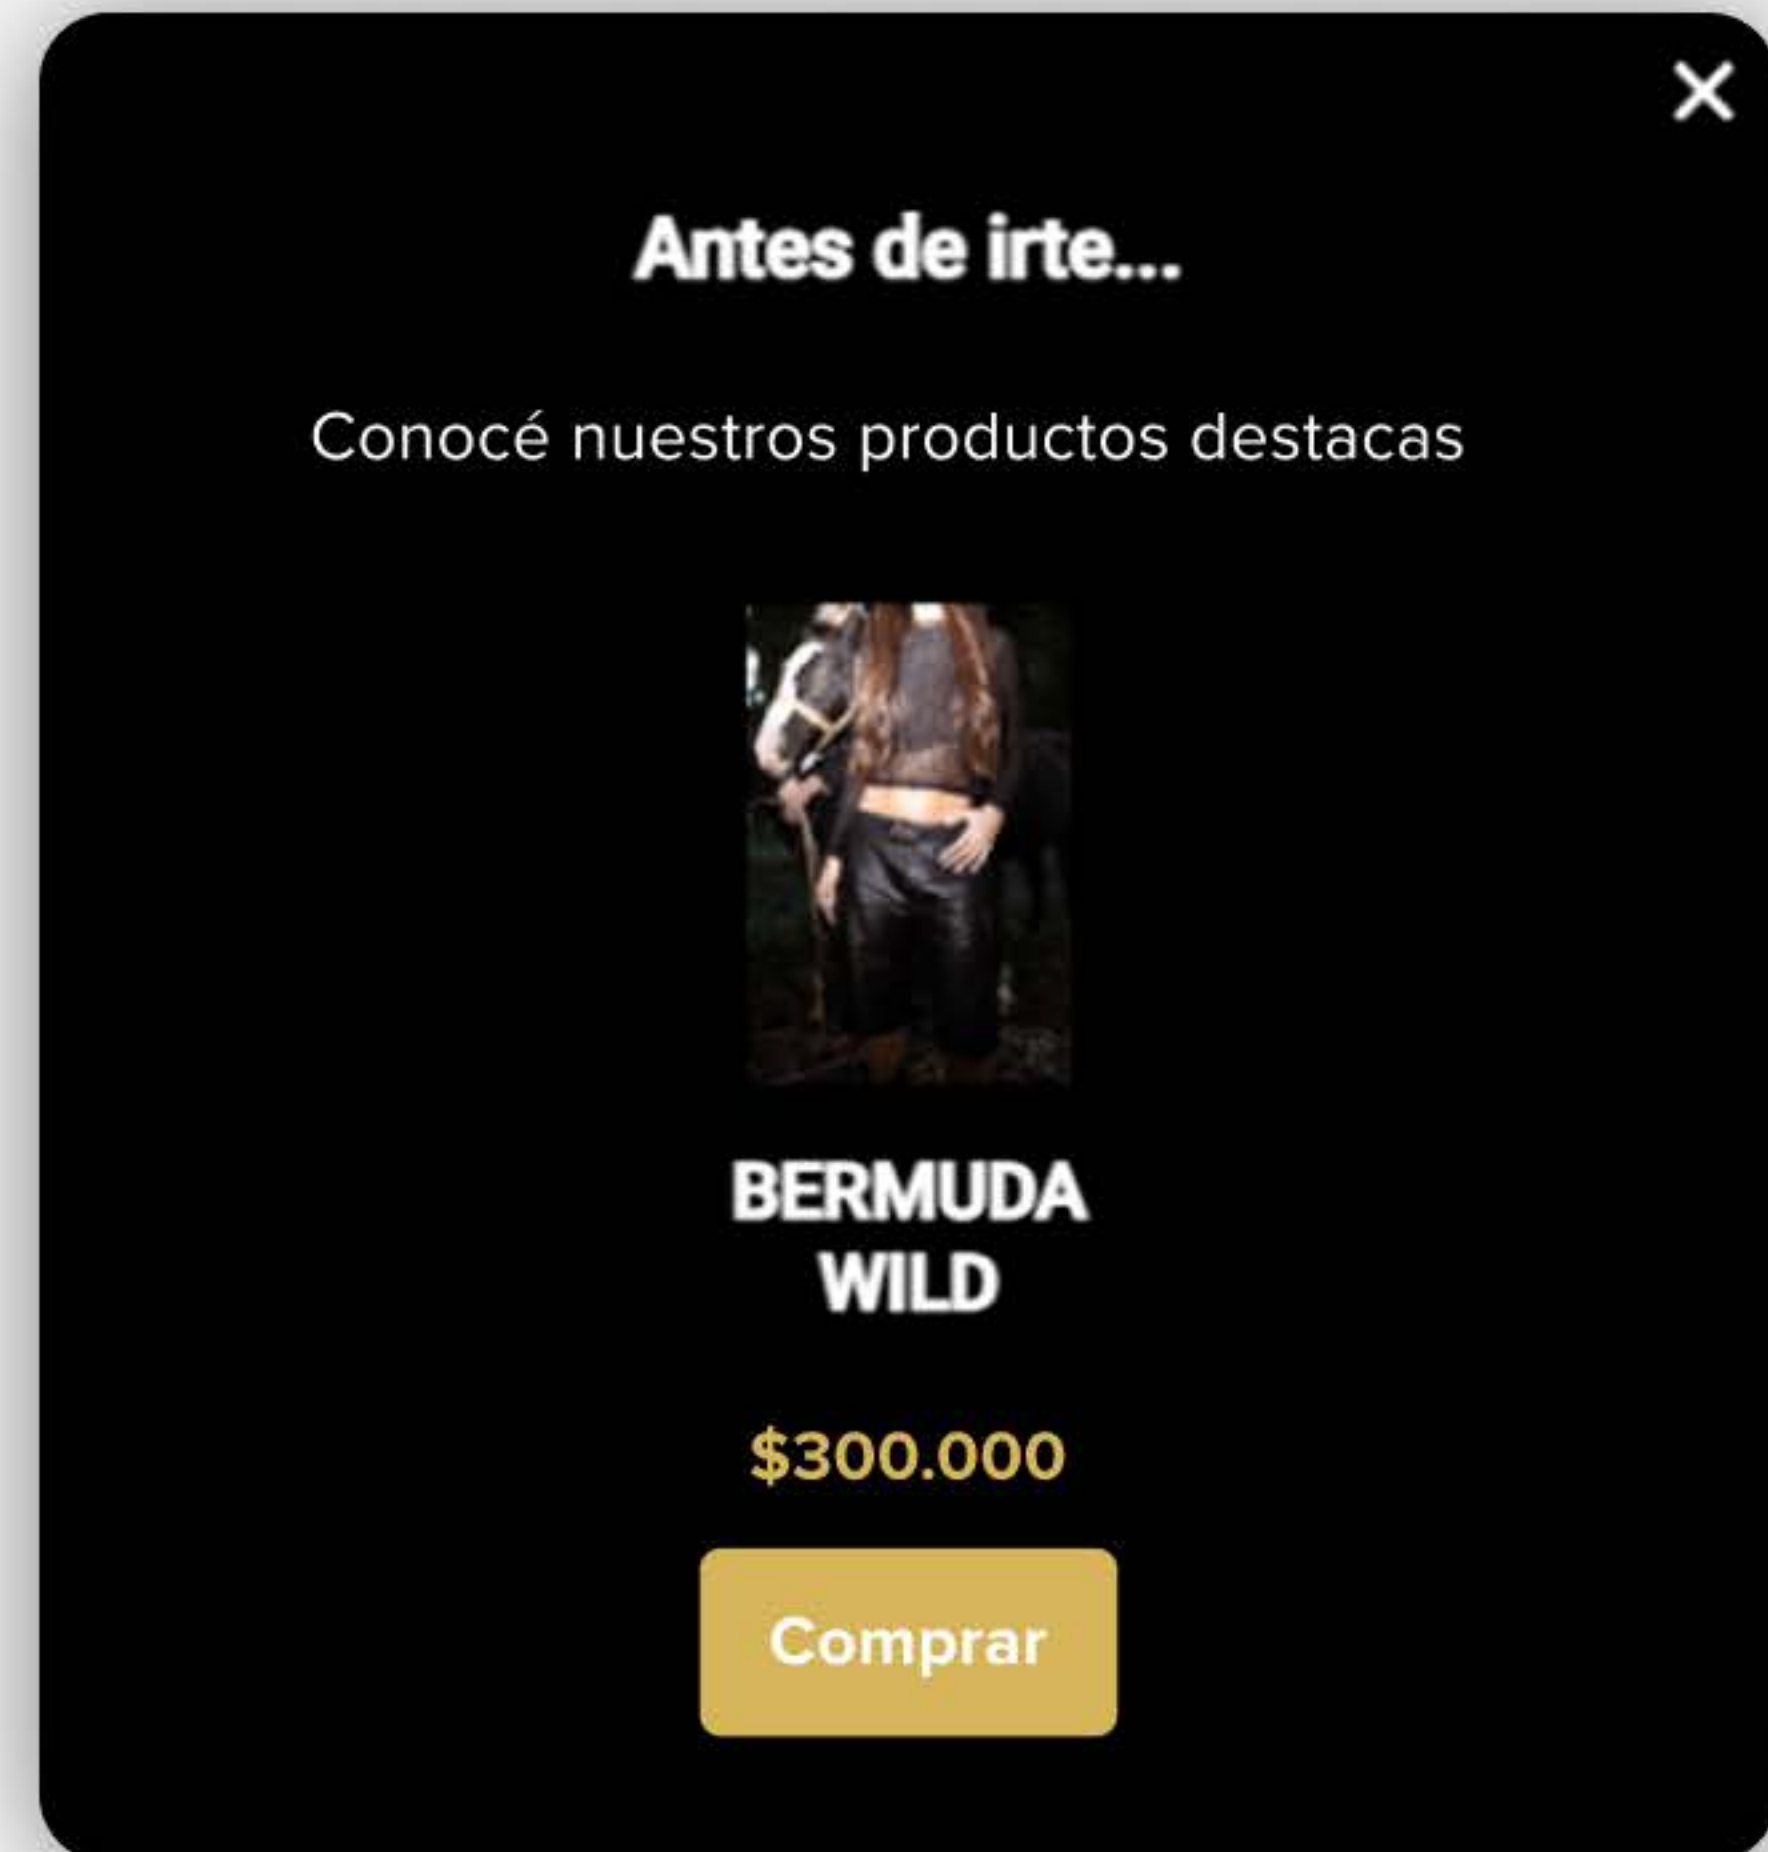 Antes de irte...
Conocé nuestros productos destacas
BERMUDA
WILD
$300.000
Comprar